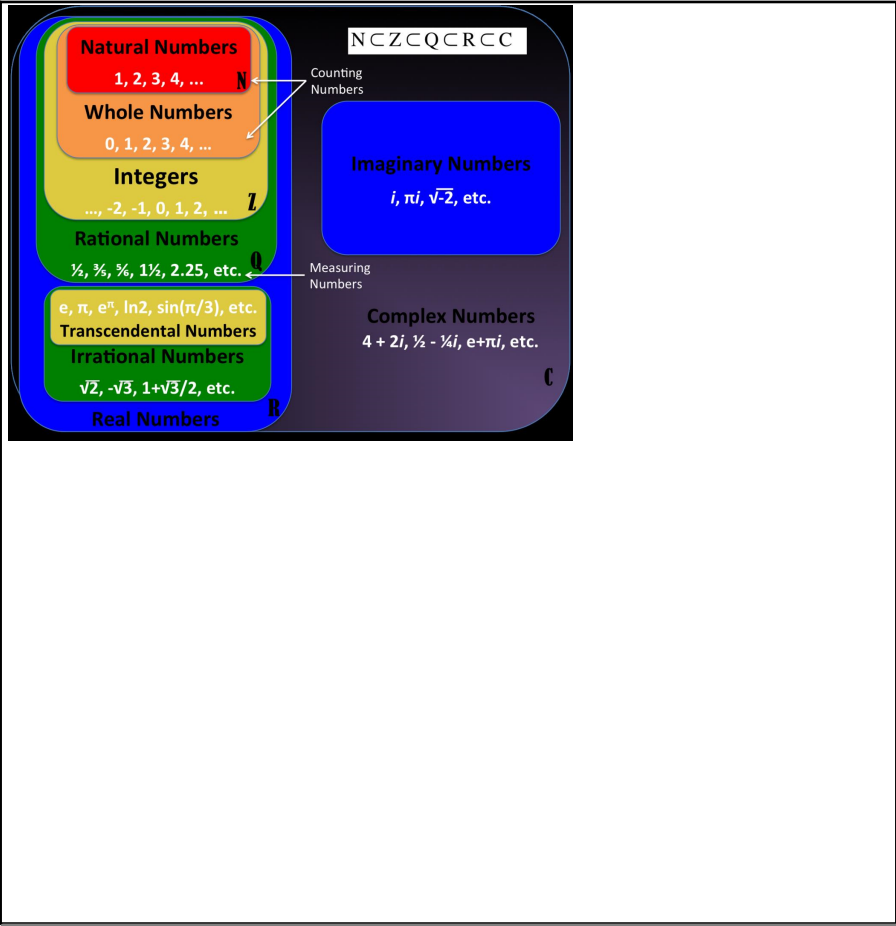 N⊂Z⊂Q⊂R⊂C
Natural Numbers
1, 2, 3, 4, ...
N
Counting
Numbers
Whole Numbers
0, 1, 2, 3, 4, ...
Integers
..., -2, -1, 0, 1, 2, ...
Z
Rational Numbers
Q
½, ⅗, ⅚, 1½, 2.25, etc.
Measuring
Numbers
e, π, e^π, ln2, sin(π/3), etc.
Transcendental Numbers
Irrational Numbers
√2, -√3, 1+√3/2, etc.
R
Real Numbers
Imaginary Numbers
i, πi, √-2, etc.
Complex Numbers
4 + 2i, ½ - ¼i, e+πi, etc.
C